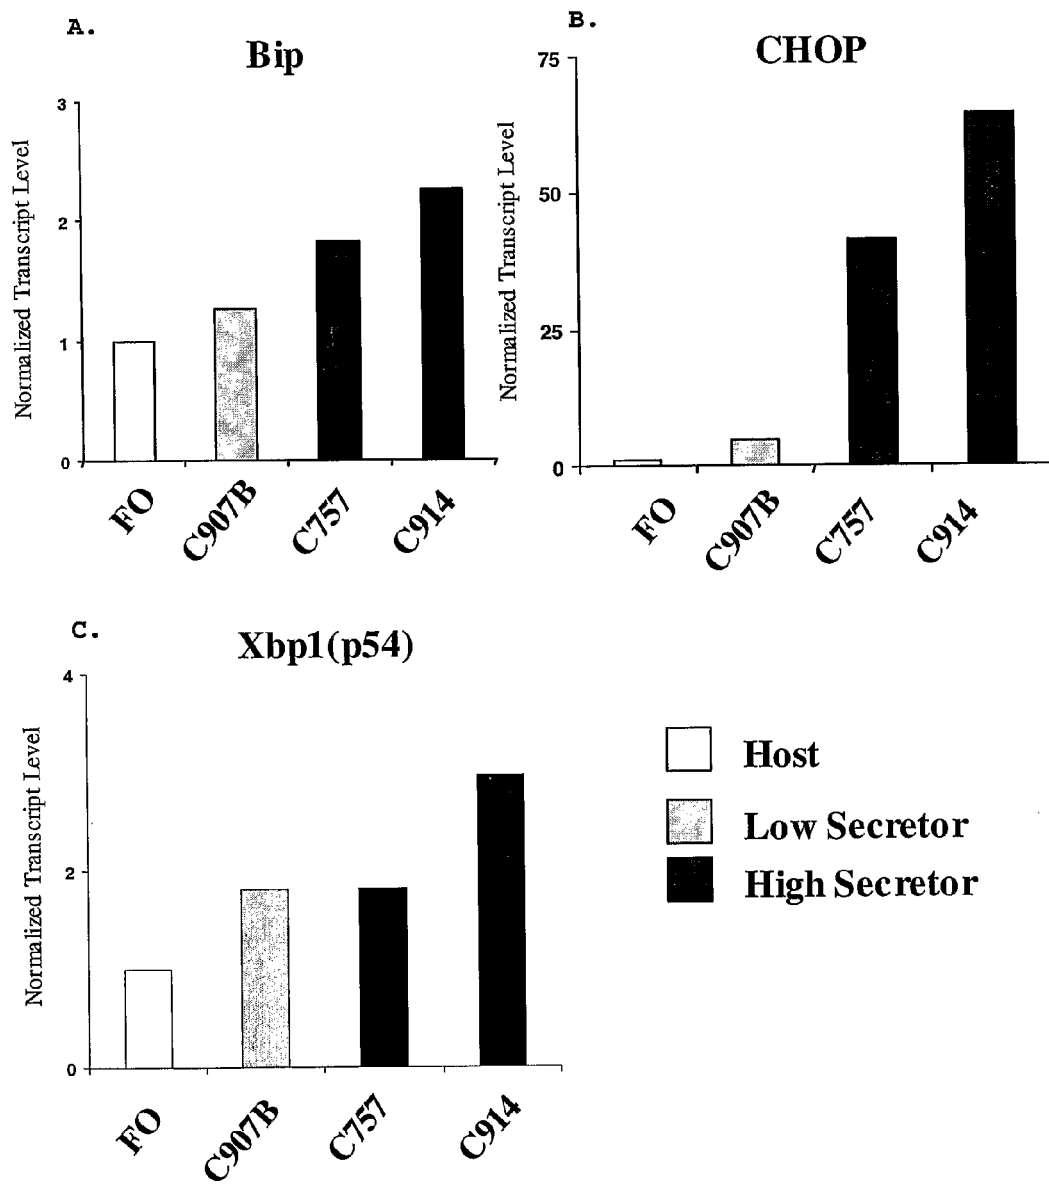 A.
Bip
Normalized Transcript Level
3
2
1
0
FO
C907B
C757
C914
B.
CHOP
Normalized Transcript Level
75
50
25
0
FO
C907B
C757
C914
C.
Xbp1(p54)
Normalized Transcript Level
4
2
0
FO
C907B
C757
C914
Host
Low Secretor
High Secretor